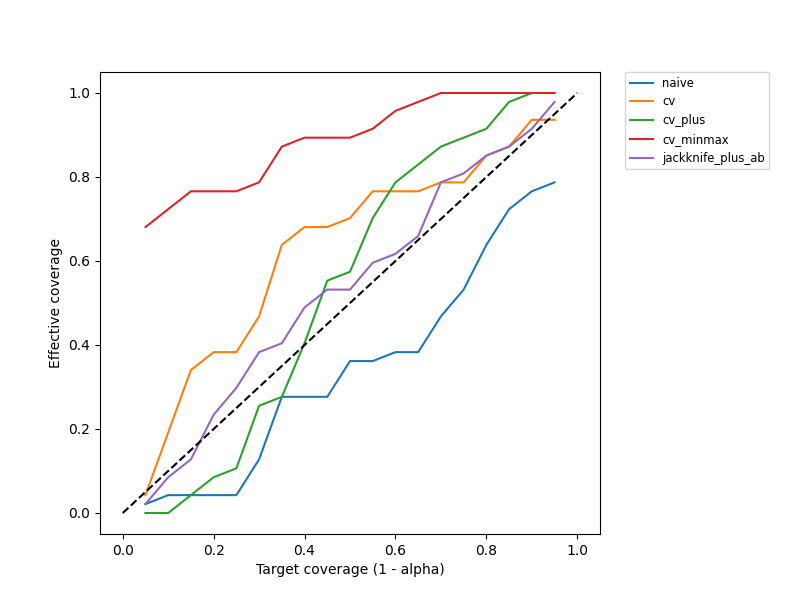 1.0
0.8
0.6
0.4
0.2
0.0
Effective coverage
0.0 0.2 0.4 0.6 0.8 1.0
Target coverage (1 - alpha)
naive
cv
cv_plus
cv_minmax
jackknife_plus_ab